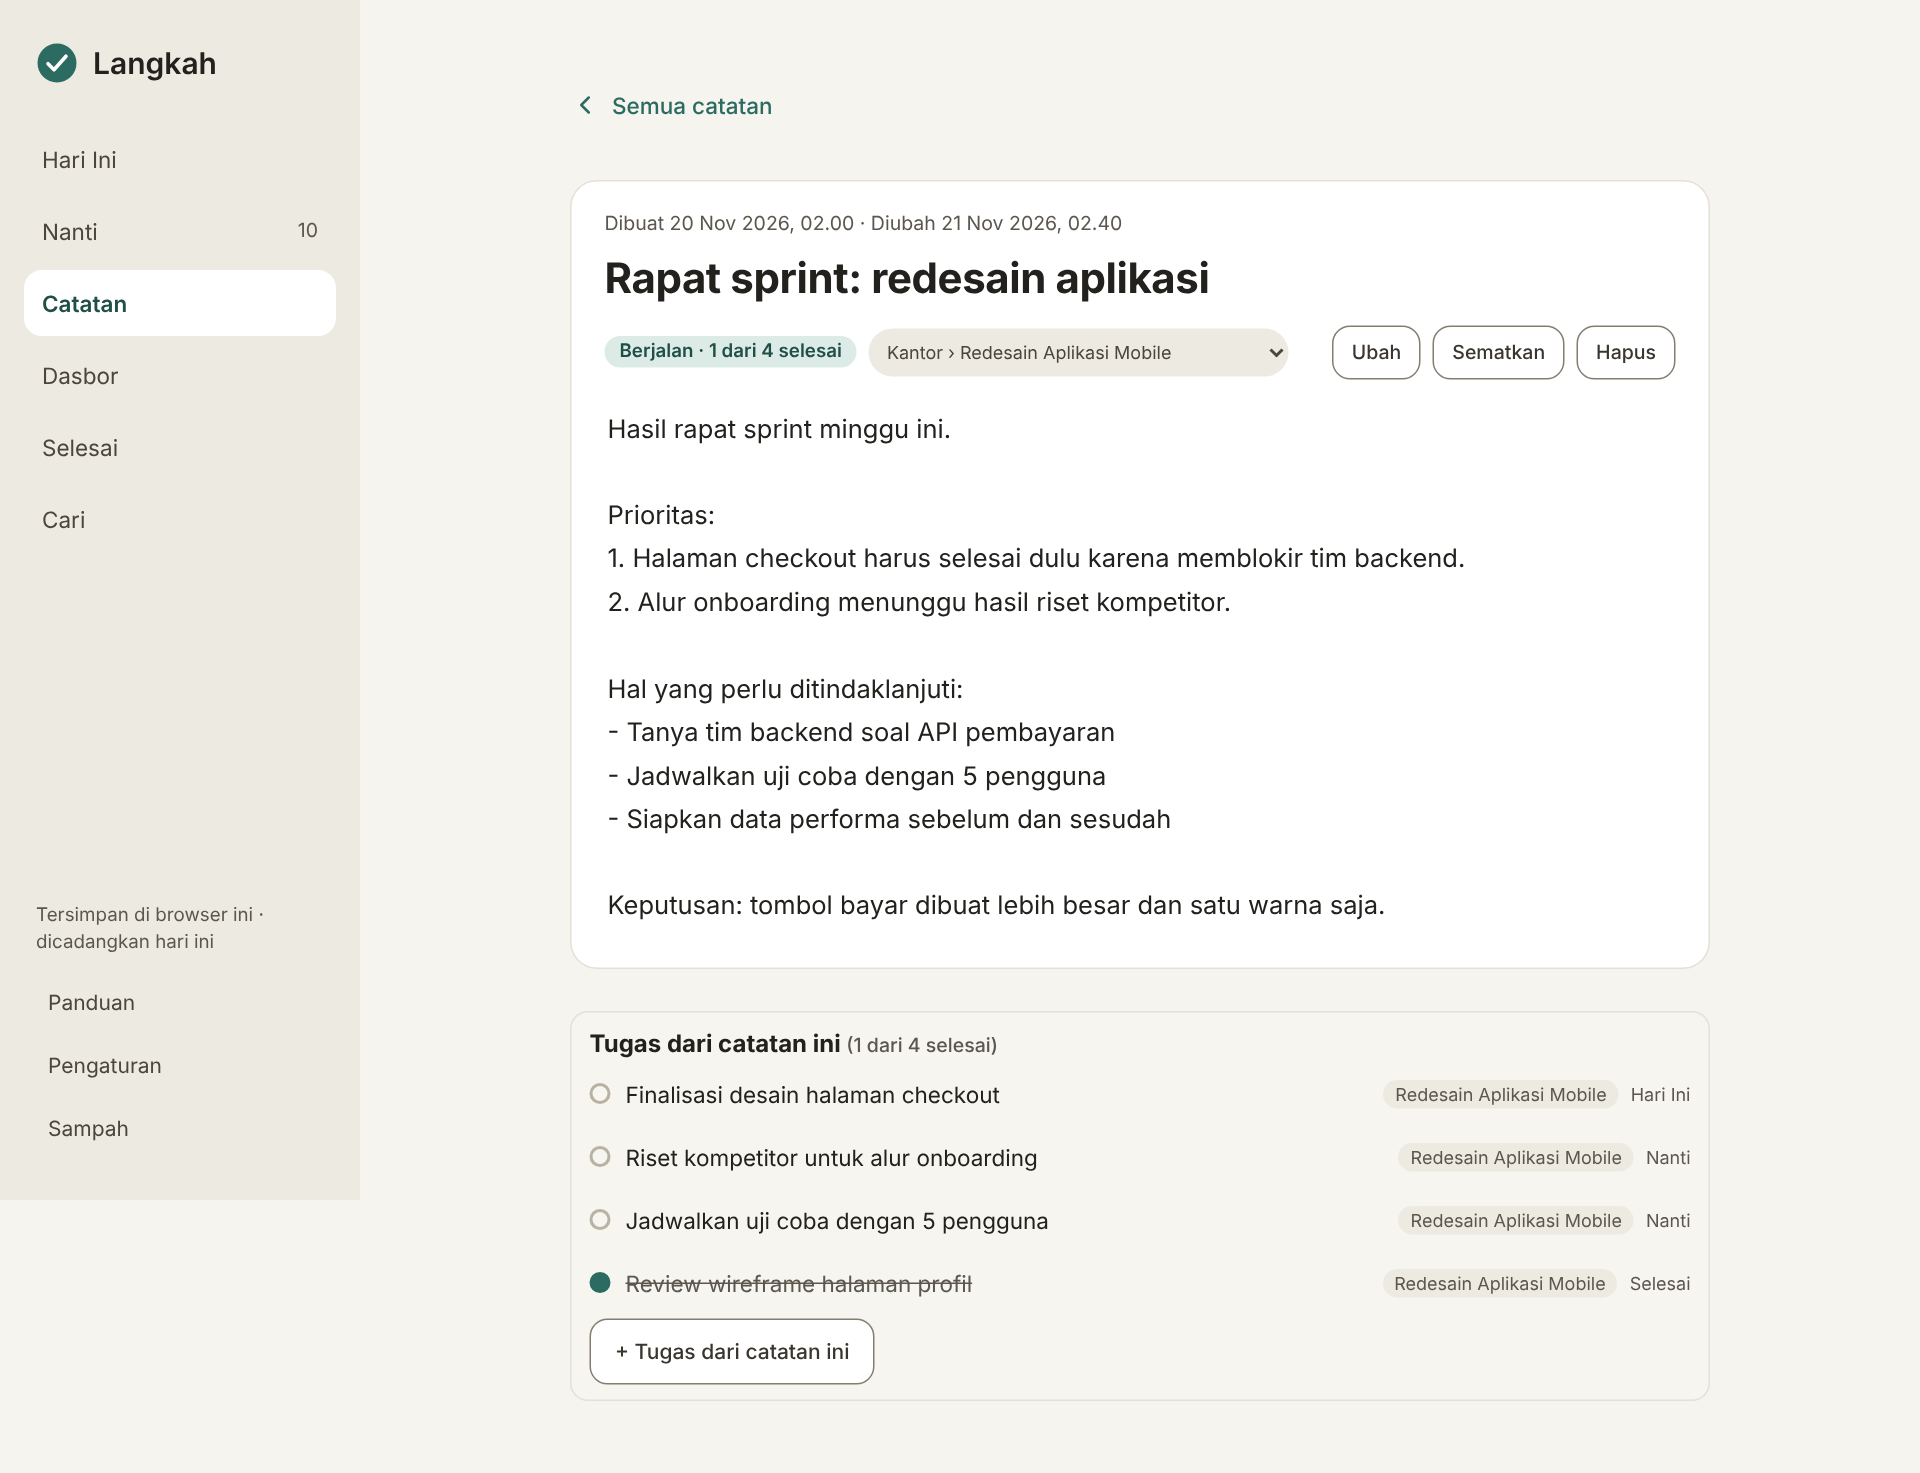 Langkah
Hari Ini
Nanti 10
Catatan
Dasbor
Selesai
Cari
Tersimpan di browser ini ·
dicadangkan hari ini
Panduan
Pengaturan
Sampah
Semua catatan
Dibuat 20 Nov 2026, 02.00 · Diubah 21 Nov 2026, 02.40
Rapat sprint: redesain aplikasi
Berjalan · 1 dari 4 selesai Kantor › Redesain Aplikasi Mobile Ubah Sematkan Hapus
Hasil rapat sprint minggu ini.
Prioritas:
1. Halaman checkout harus selesai dulu karena memblokir tim backend.
2. Alur onboarding menunggu hasil riset kompetitor.
Hal yang perlu ditindaklanjuti:
- Tanya tim backend soal API pembayaran
- Jadwalkan uji coba dengan 5 pengguna
- Siapkan data performa sebelum dan sesudah
Keputusan: tombol bayar dibuat lebih besar dan satu warna saja.
Tugas dari catatan ini (1 dari 4 selesai)
Finalisasi desain halaman checkout Redesain Aplikasi Mobile Hari Ini
Riset kompetitor untuk alur onboarding Redesain Aplikasi Mobile Nanti
Jadwalkan uji coba dengan 5 pengguna Redesain Aplikasi Mobile Nanti
Review wireframe halaman profil Redesain Aplikasi Mobile Selesai
+ Tugas dari catatan ini